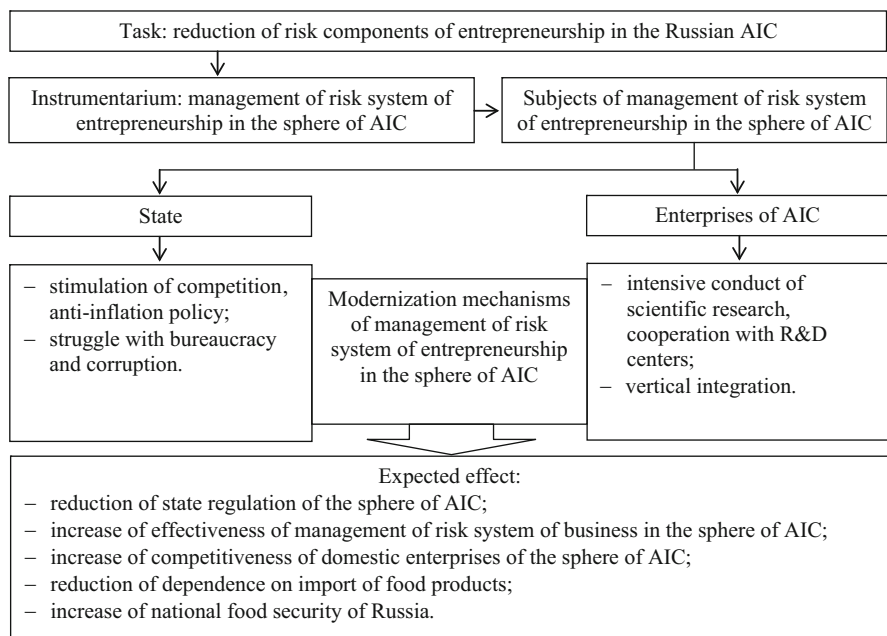 Task: reduction of risk components of entrepreneurship in the Russian AIC
Instrumentarium: management of risk system of
entrepreneurship in the sphere of AIC
Subjects of management of risk system
of entrepreneurship in the sphere of AIC
State
Enterprises of AIC
– stimulation of competition,
anti-inflation policy;
– struggle with bureaucracy
and corruption.
Modernization mechanisms
of management of risk
system of entrepreneurship
in the sphere of AIC
– intensive conduct of
scientific research,
cooperation with R&D
centers;
– vertical integration.
Expected effect:
– reduction of state regulation of the sphere of AIC;
– increase of effectiveness of management of risk system of business in the sphere of AIC;
– increase of competitiveness of domestic enterprises of the sphere of AIC;
– reduction of dependence on import of food products;
– increase of national food security of Russia.